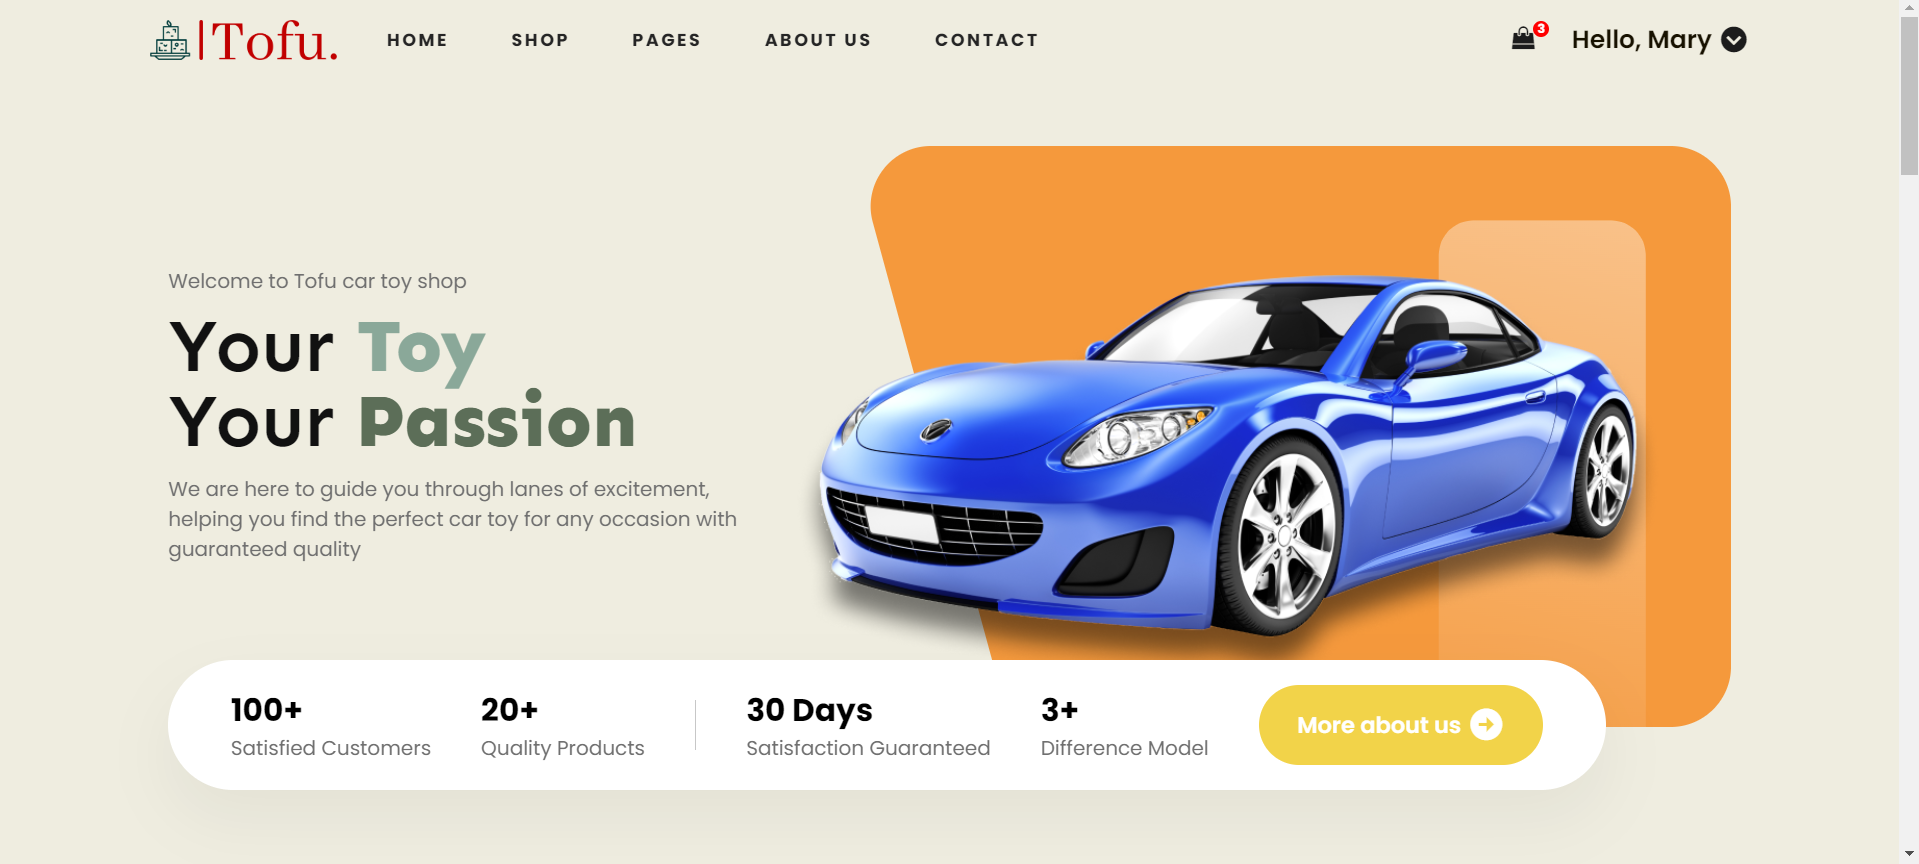 Tofu.
HOME
SHOP
PAGES
ABOUT US
CONTACT
3
Hello, Mary
Welcome to Tofu car toy shop
Your Toy
Your Passion
We are here to guide you through lanes of excitement,
helping you find the perfect car toy for any occasion with
guaranteed quality
100+
Satisfied Customers
20+
Quality Products
30 Days
Satisfaction Guaranteed
3+
Difference Model
More about us